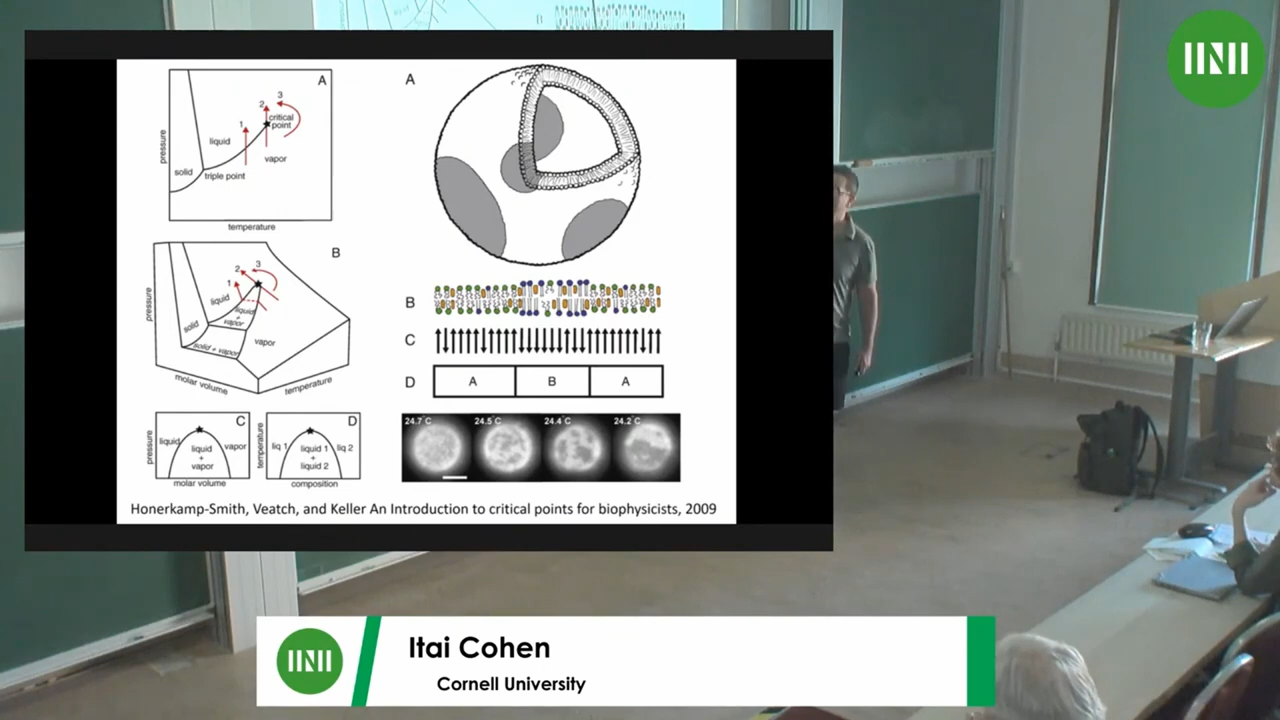 B
A
pressure
3
2
critical
point
1
liquid
vapor
solid
triple point
temperature
B
pressure
2
3
1
liquid
liquid
+
vapor
solid
vapor
solid + vapor
molar volume
temperature
C
pressure
liquid
vapor
liquid
+
vapor
molar volume
D
temperature
liq 1
liquid 1
+
liquid 2
liq 2
composition
A
B
C
D
A
B
A
24.7°C
24.5°C
24.4°C
24.2°C
Honerkamp-Smith, Veatch, and Keller An Introduction to critical points for biophysicists, 2009
Itai Cohen
Cornell University